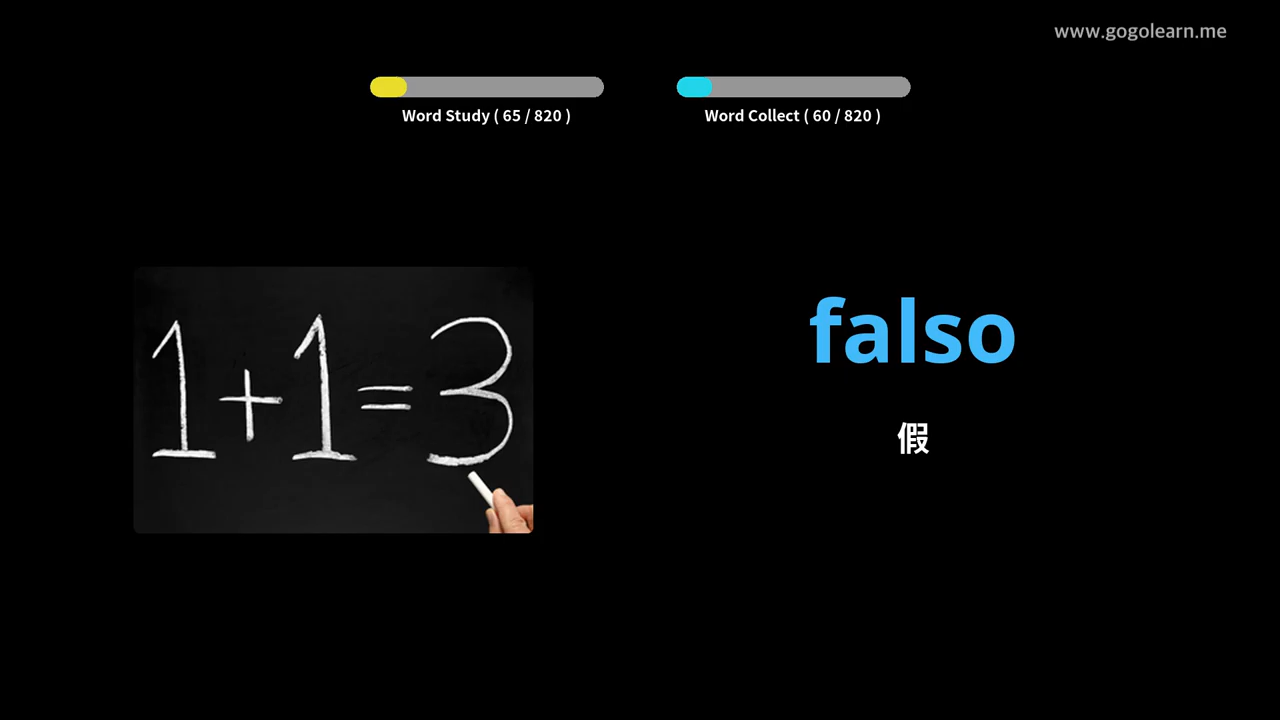 www.gogolearn.me
Word Study ( 65 / 820 )
Word Collect ( 60 / 820 )
1+1=3
falso
假